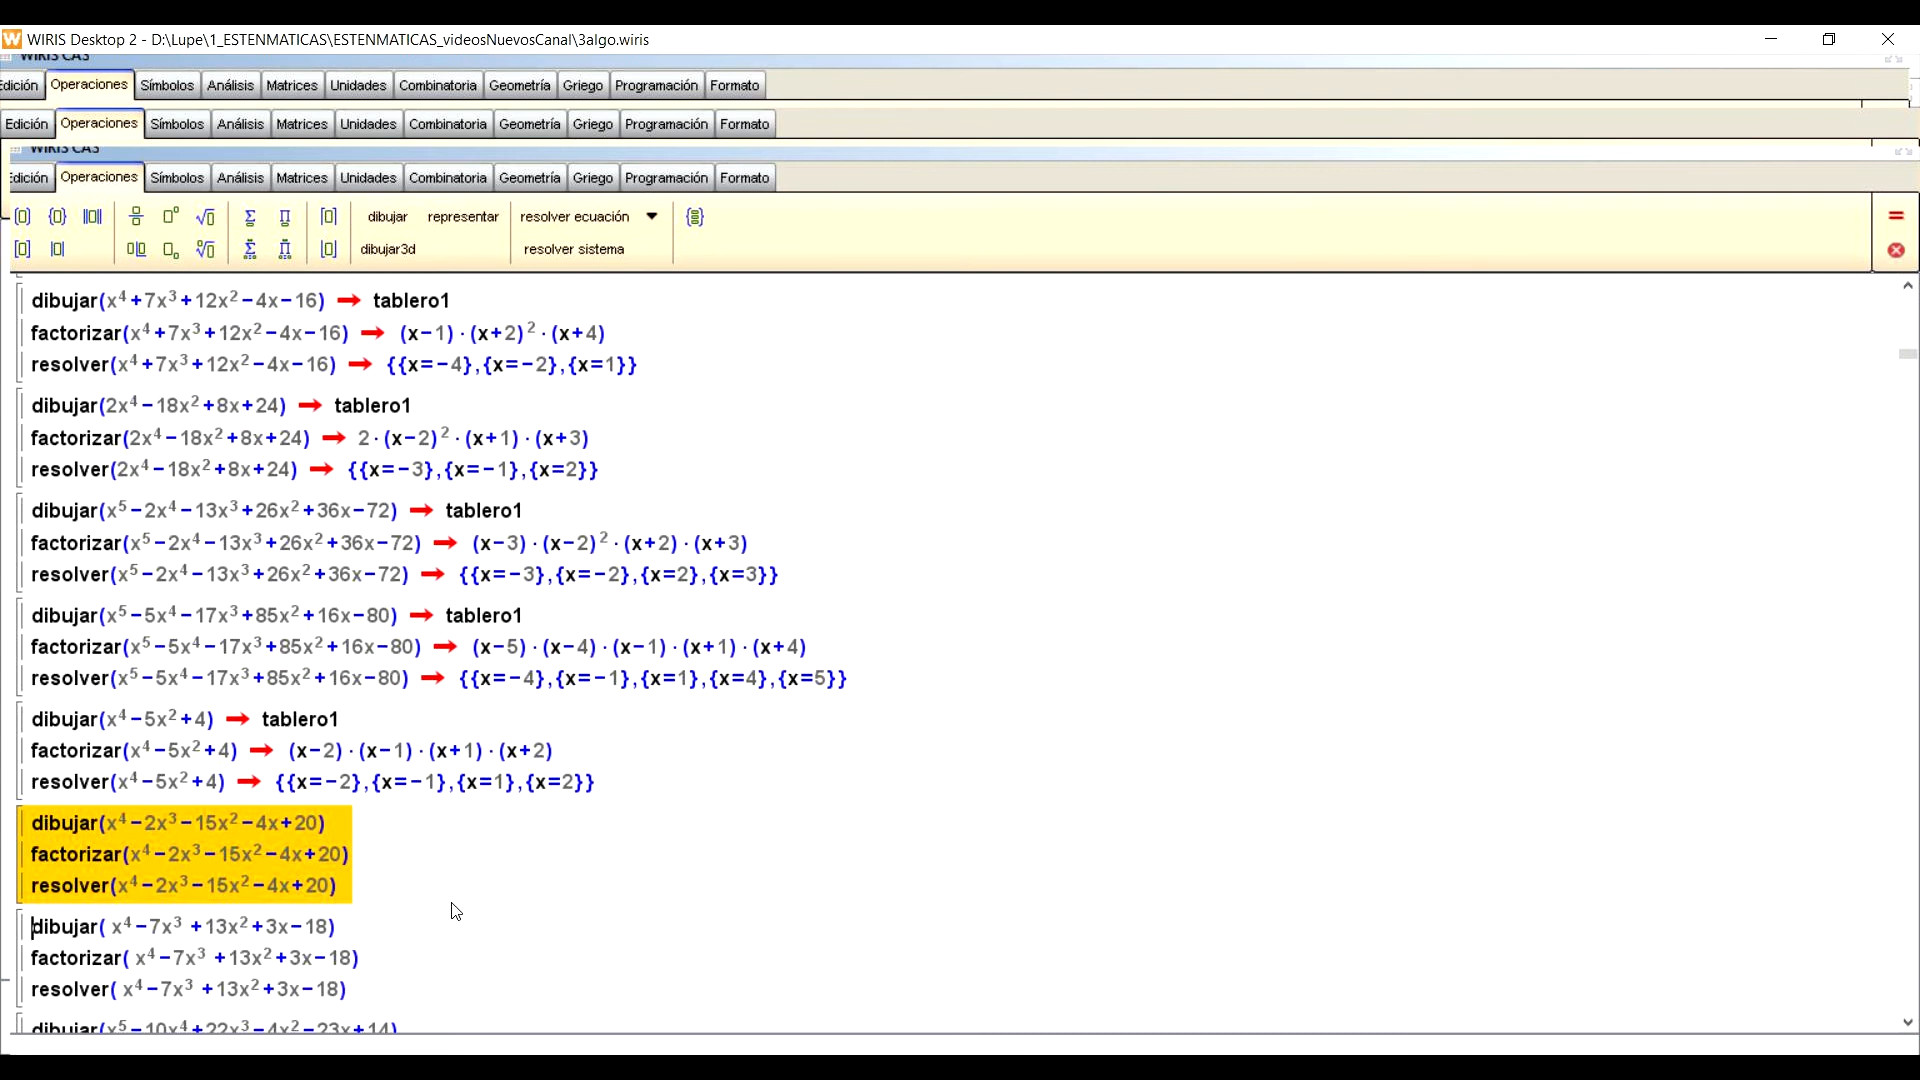 WIRIS Desktop 2 - D:\Lupe\1_ESTENMATICAS\ESTENMATICAS_videosNuevosCanal\3algo.wiris
WIRIS CAS
Edición Operaciones Símbolos Análisis Matrices Unidades Combinatoria Geometría Griego Programación Formato
Edición Operaciones Símbolos Análisis Matrices Unidades Combinatoria Geometría Griego Programación Formato
WIRIS CAS
Edición Operaciones Símbolos Análisis Matrices Unidades Combinatoria Geometría Griego Programación Formato
dibujar representar resolver ecuación
dibujar3d resolver sistema
dibujar(x⁴+7x³+12x²−4x−16) → tablero1
factorizar(x⁴+7x³+12x²−4x−16) → (x−1)·(x+2)²·(x+4)
resolver(x⁴+7x³+12x²−4x−16) → {{x=−4},{x=−2},{x=1}}
dibujar(2x⁴−18x²+8x+24) → tablero1
factorizar(2x⁴−18x²+8x+24) → 2·(x−2)²·(x+1)·(x+3)
resolver(2x⁴−18x²+8x+24) → {{x=−3},{x=−1},{x=2}}
dibujar(x⁵−2x⁴−13x³+26x²+36x−72) → tablero1
factorizar(x⁵−2x⁴−13x³+26x²+36x−72) → (x−3)·(x−2)²·(x+2)·(x+3)
resolver(x⁵−2x⁴−13x³+26x²+36x−72) → {{x=−3},{x=−2},{x=2},{x=3}}
dibujar(x⁵−5x⁴−17x³+85x²+16x−80) → tablero1
factorizar(x⁵−5x⁴−17x³+85x²+16x−80) → (x−5)·(x−4)·(x−1)·(x+1)·(x+4)
resolver(x⁵−5x⁴−17x³+85x²+16x−80) → {{x=−4},{x=−1},{x=1},{x=4},{x=5}}
dibujar(x⁴−5x²+4) → tablero1
factorizar(x⁴−5x²+4) → (x−2)·(x−1)·(x+1)·(x+2)
resolver(x⁴−5x²+4) → {{x=−2},{x=−1},{x=1},{x=2}}
dibujar(x⁴−2x³−15x²−4x+20)
factorizar(x⁴−2x³−15x²−4x+20)
resolver(x⁴−2x³−15x²−4x+20)
dibujar( x⁴−7x³ +13x²+3x−18)
factorizar( x⁴−7x³ +13x²+3x−18)
resolver( x⁴−7x³ +13x²+3x−18)
dibujar(x⁵−10x⁴+22x³−4x²−23x+14)